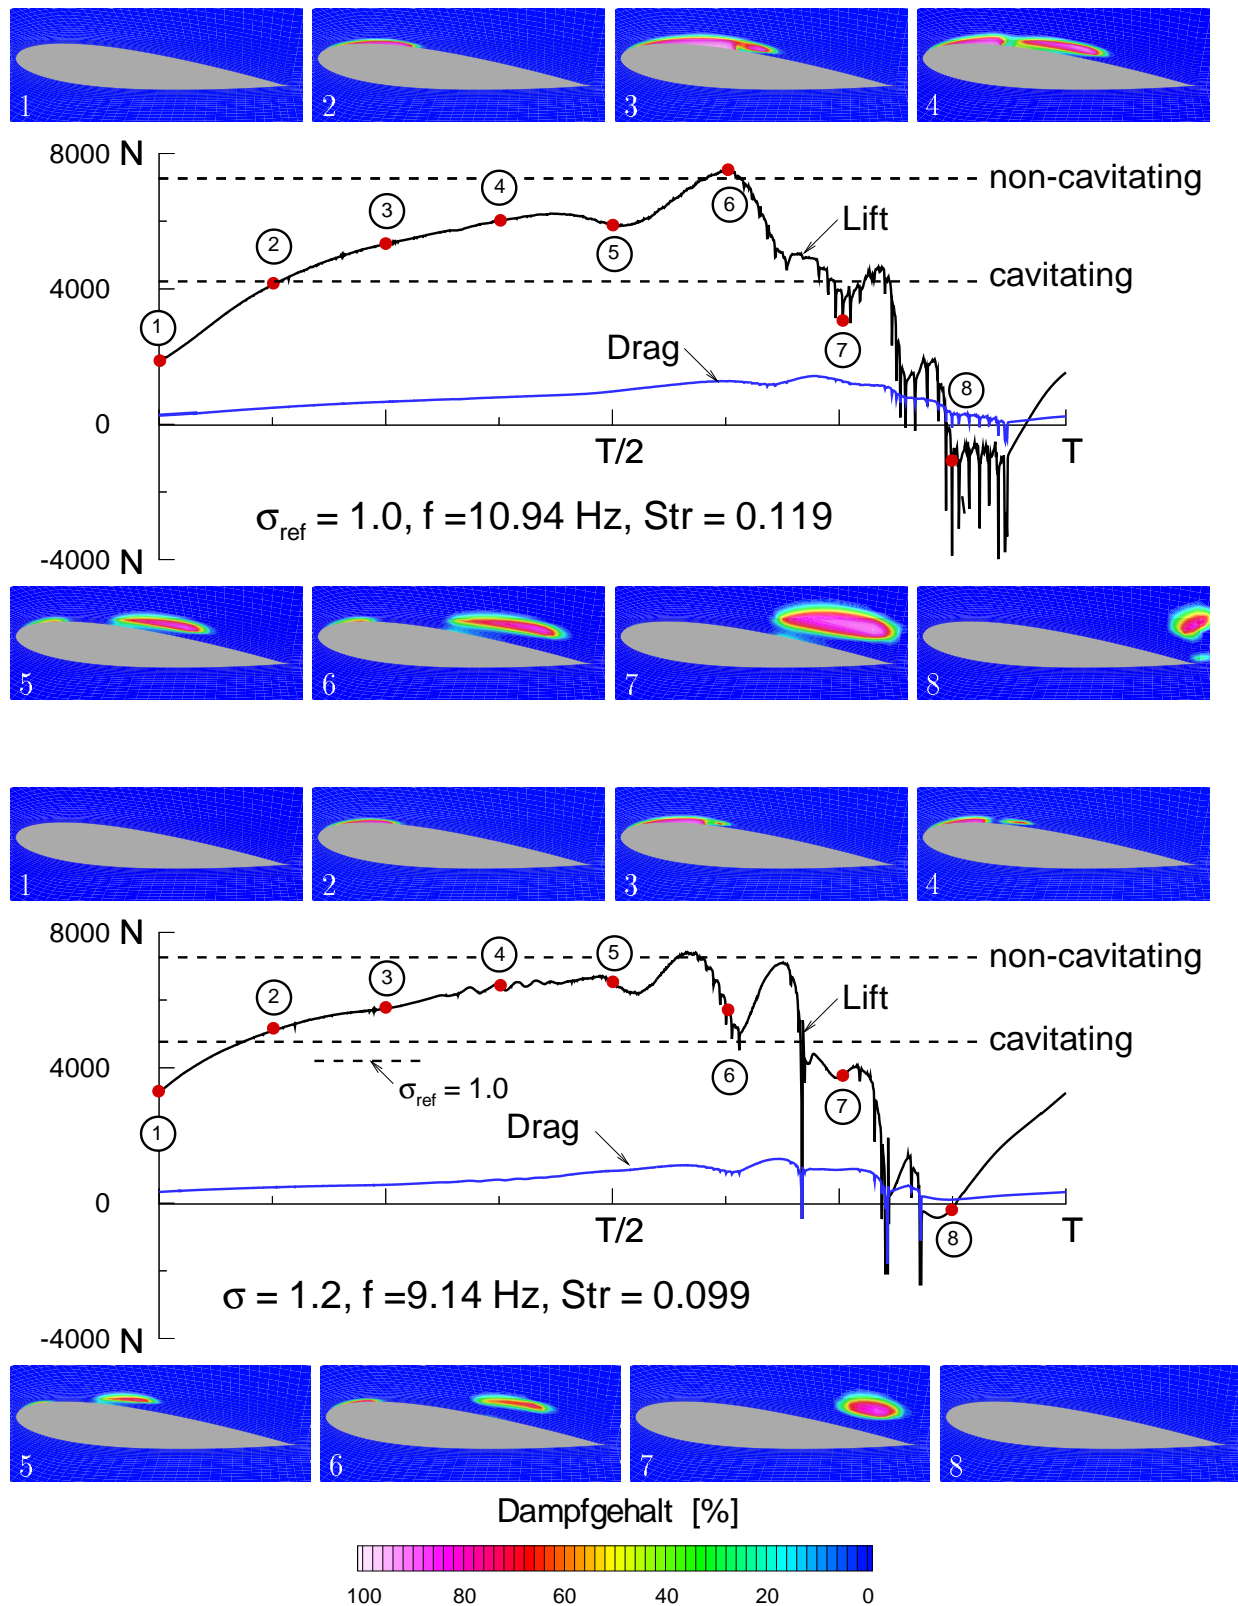 1 2 3 4
8000 N
non-cavitating
4 3 6 Lift
2 5
4000 cavitating
1 Drag 7
8
0
T/2 T
σref = 1.0, f =10.94 Hz, Str = 0.119
-4000 N
5 6 7 8
1 2 3 4
8000 N
4 5 non-cavitating
3 2 Lift
cavitating
4000 6 7
σref = 1.0
1 Drag
0
T/2 T
8
σ = 1.2, f =9.14 Hz, Str = 0.099
-4000 N
5 6 7 8
Dampfgehalt [%]
100 80 60 40 20 0